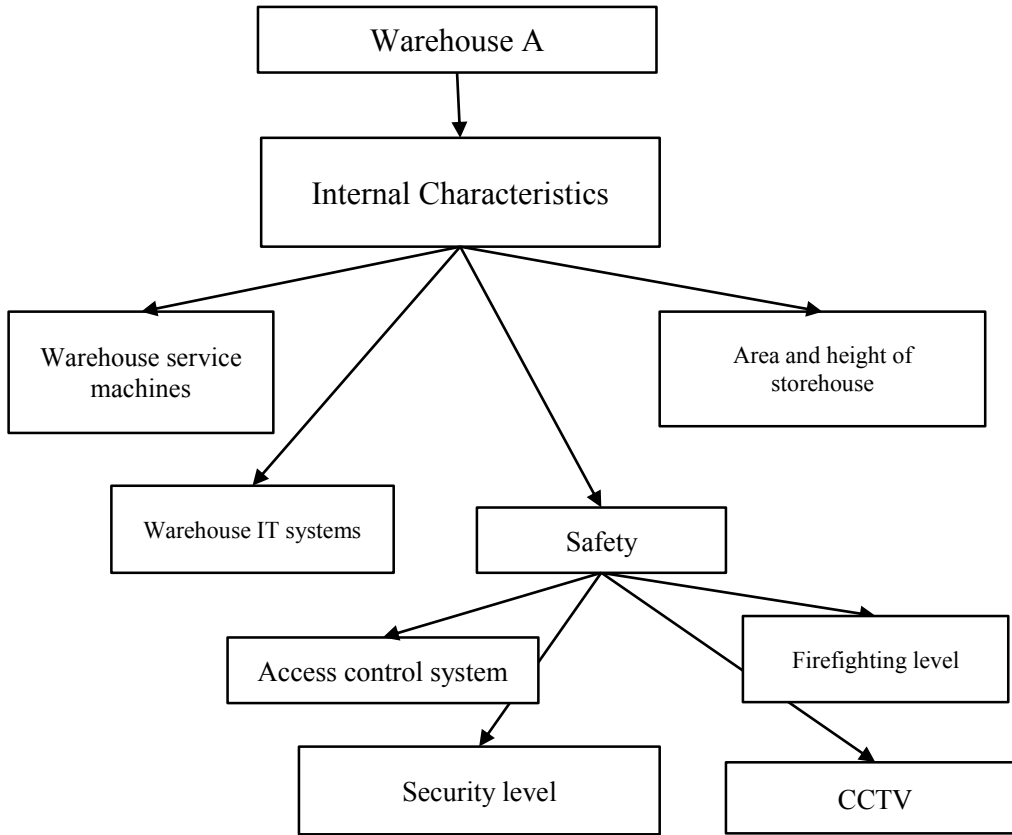 Warehouse A
Internal Characteristics
Warehouse service
machines
Area and height of
storehouse
Warehouse IT systems
Safety
Access control system
Firefighting level
Security level
CCTV